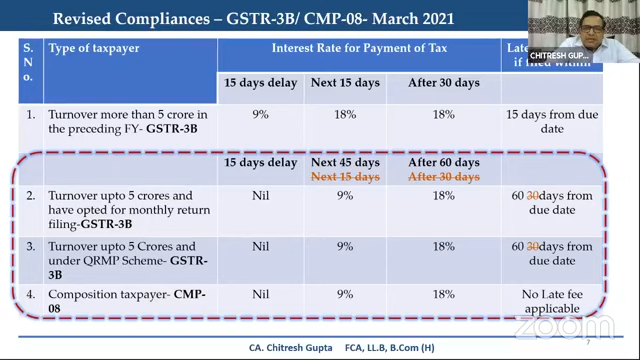 Revised Compliances – GSTR-3B/ CMP-08- March 2021
CHITRESH GUP...
S. N o. Type of taxpayer Interest Rate for Payment of Tax Late
if filed within
15 days delay Next 15 days After 30 days
1. Turnover more than 5 crore in the preceding FY- GSTR-3B 9% 18% 18% 15 days from due date
15 days delay Next 45 days After 60 days
Next 15 days After 30 days
2. Turnover upto 5 crores and have opted for monthly return filing-GSTR-3B Nil 9% 18% 60 30days from due date
3. Turnover upto 5 Crores and under QRMP Scheme- GSTR-3B Nil 9% 18% 60 30days from due date
4. Composition taxpayer- CMP-08 Nil 9% 18% No Late fee applicable
zoom
7
CA. Chitresh Gupta FCA, LL.B, B.Com (H)